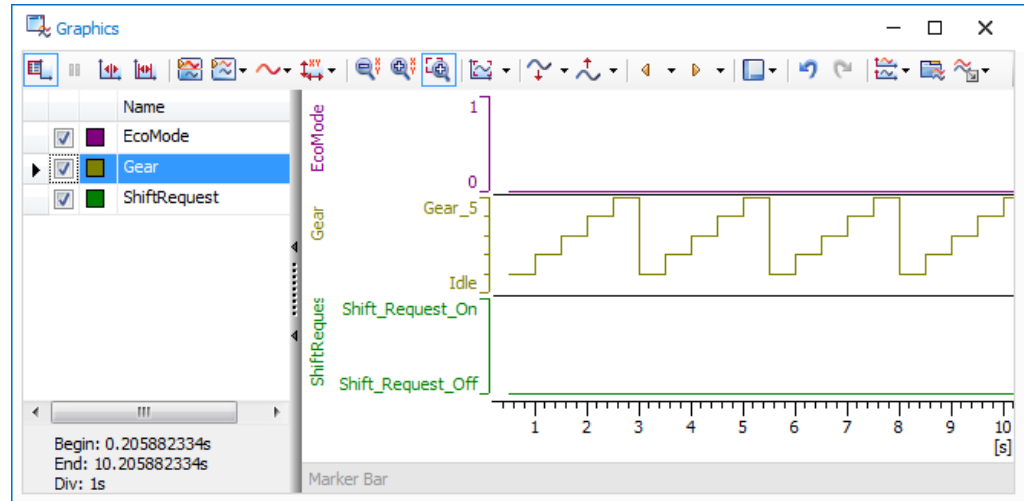 Graphics
Name
EcoMode
Gear
ShiftRequest
Begin: 0.205882334s
End: 10.205882334s
Div: 1s
EcoMode
1
0
Gear
Gear_5
Idle
ShiftReques
Shift_Request_On
Shift_Request_Off
1 2 3 4 5 6 7 8 9 10
[s]
Marker Bar